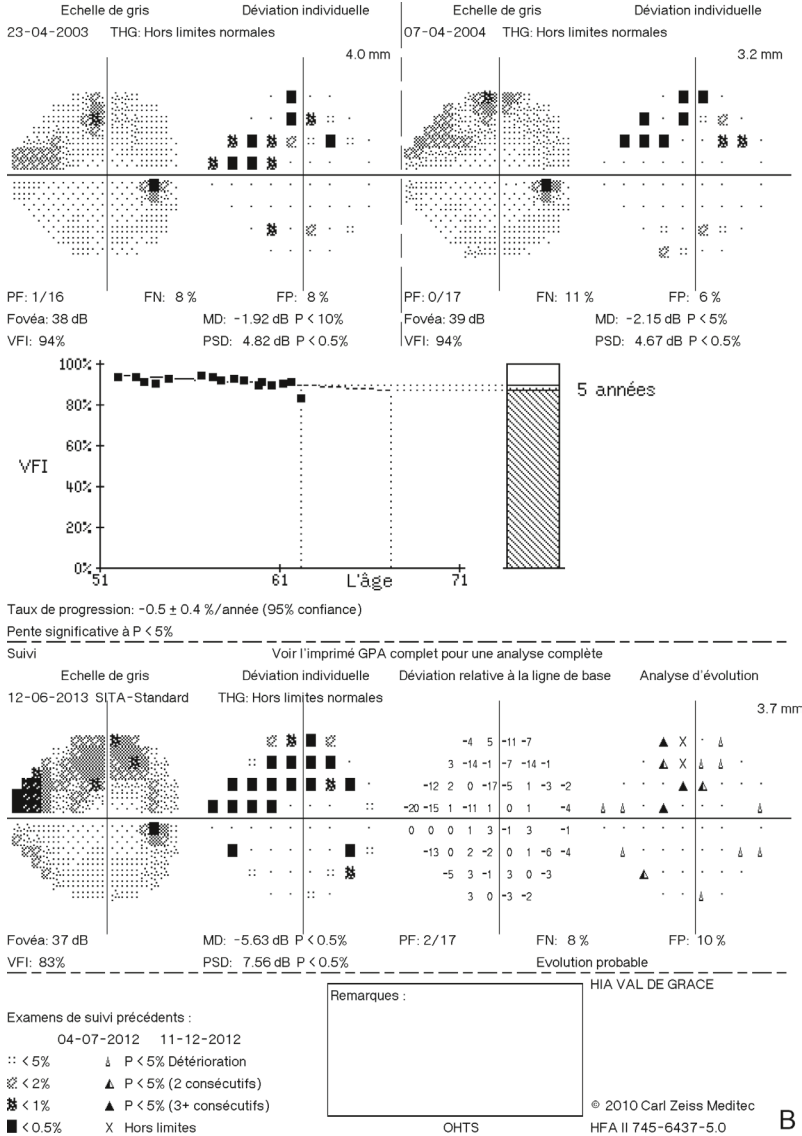 Echelle de gris Déviation individuelle Echelle de gris Déviation individuelle
23-04-2003 THG: Hors limites normales 07-04-2004 THG: Hors limites normales
4.0 mm 3.2 mm
PF: 1/16 FN: 8 % FP: 8 % PF: 0/17 FN: 11 % FP: 6 %
Fovéa: 38 dB MD: -1.92 dB P < 10% Fovéa: 39 dB MD: -2.15 dB P < 5%
VFI: 94% PSD: 4.82 dB P < 0.5% VFI: 94% PSD: 4.67 dB P < 0.5%
100%
5 années
80%
60%
VFI
40%
20%
0%
51 61 L'âge 71
Taux de progression: -0.5 ± 0.4 %/année (95% confiance)
Pente significative à P < 5%
Suivi Voir l'imprimé GPA complet pour une analyse complète
Echelle de gris Déviation individuelle Déviation relative à la ligne de base Analyse d'évolution
12-06-2013 SITA-Standard THG: Hors limites normales
3.7 mm
-4 5 -11 -7 X
3 -14 -1 -7 -14 -1 X
-12 2 0 -17 -5 1 -3 -2
-20 -15 1 -11 1 0 1 -4
0 0 0 1 3 -1 3 -1
-13 0 2 -2 0 1 -6 -4
-5 3 -1 3 0 -3
3 0 -3 -2
Fovéa: 37 dB MD: -5.63 dB P < 0.5% PF: 2/17 FN: 8 % FP: 10 %
VFI: 83% PSD: 7.56 dB P < 0.5% Evolution probable
HIA VAL DE GRACE
Remarques :
Examens de suivi précédents :
04-07-2012 11-12-2012
< 5% P < 5% Détérioration
< 2% P < 5% (2 consécutifs)
< 1% P < 5% (3+ consécutifs)
© 2010 Carl Zeiss Meditec
< 0.5% X Hors limites
OHTS
HFA II 745-6437-5.0
B